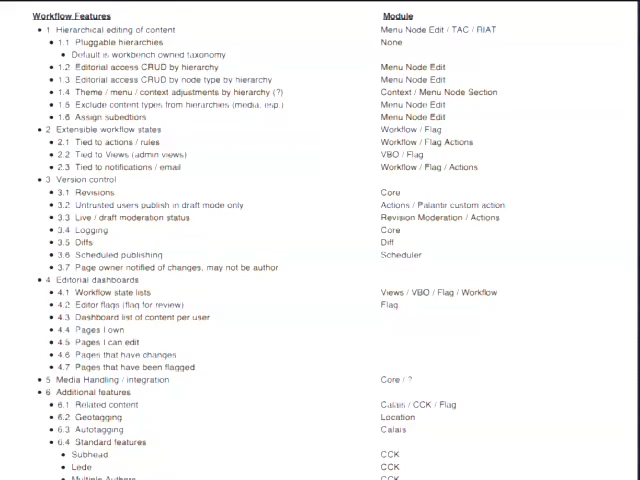 Workflow Features Module
• 1 Hierarchical editing of content Menu Node Edit / TAC / RIAT
• 1.1 Pluggable hierarchies None
• Default is workbench owned taxonomy
• 1.2 Editorial access CRUD by hierarchy Menu Node Edit
• 1.3 Editorial access CRUD by node type by hierarchy Menu Node Edit
• 1.4 Theme / menu / context adjustments by hierarchy (?) Context / Menu Node Section
• 1.5 Exclude content types from hierarchies (media, esp.) Menu Node Edit
• 1.6 Assign subeditors Menu Node Edit
• 2 Extensible workflow states Workflow / Flag
• 2.1 Tied to actions / rules Workflow / Flag Actions
• 2.2 Tied to Views (admin views) VBO / Flag
• 2.3 Tied to notifications / email Workflow / Flag / Actions
• 3 Version control
• 3.1 Revisions Core
• 3.2 Untrusted users publish in draft mode only Actions / Palantir custom action
• 3.3 Live / draft moderation status Revision Moderation / Actions
• 3.4 Logging Core
• 3.5 Diffs Diff
• 3.6 Scheduled publishing Scheduler
• 3.7 Page owner notified of changes, may not be author
• 4 Editorial dashboards
• 4.1 Workflow state lists Views / VBO / Flag / Workflow
• 4.2 Editor flags (flag for review) Flag
• 4.3 Dashboard list of content per user
• 4.4 Pages I own
• 4.5 Pages I can edit
• 4.6 Pages that have changes
• 4.7 Pages that have been flagged
• 5 Media Handling / integration Core / ?
• 6 Additional features
• 6.1 Related content Calais / CCK / Flag
• 6.2 Geotagging Location
• 6.3 Autotagging Calais
• 6.4 Standard features
• Subhead CCK
• Lede CCK
• Multiple Authors CCK